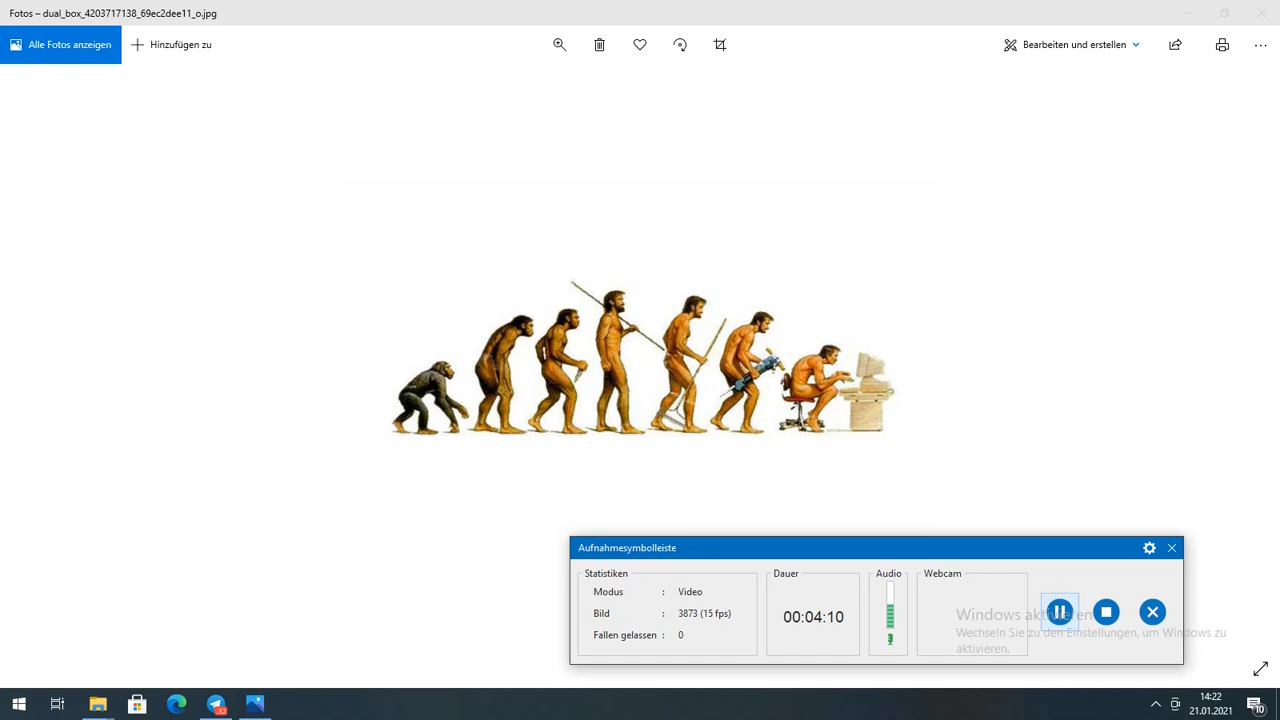 Fotos – dual_box_4203717138_69ec2dee11_o.jpg
Alle Fotos anzeigen
Hinzufügen zu
Bearbeiten und erstellen
Aufnahmesymbolleiste
Statistiken
Modus : Video
Bild : 3873 (15 fps)
Fallen gelassen : 0
Dauer
00:04:10
Audio
Webcam
Windows aktivieren
Wechseln Sie zu den Einstellungen, um Windows zu
aktivieren.
14:22
21.01.2021
10